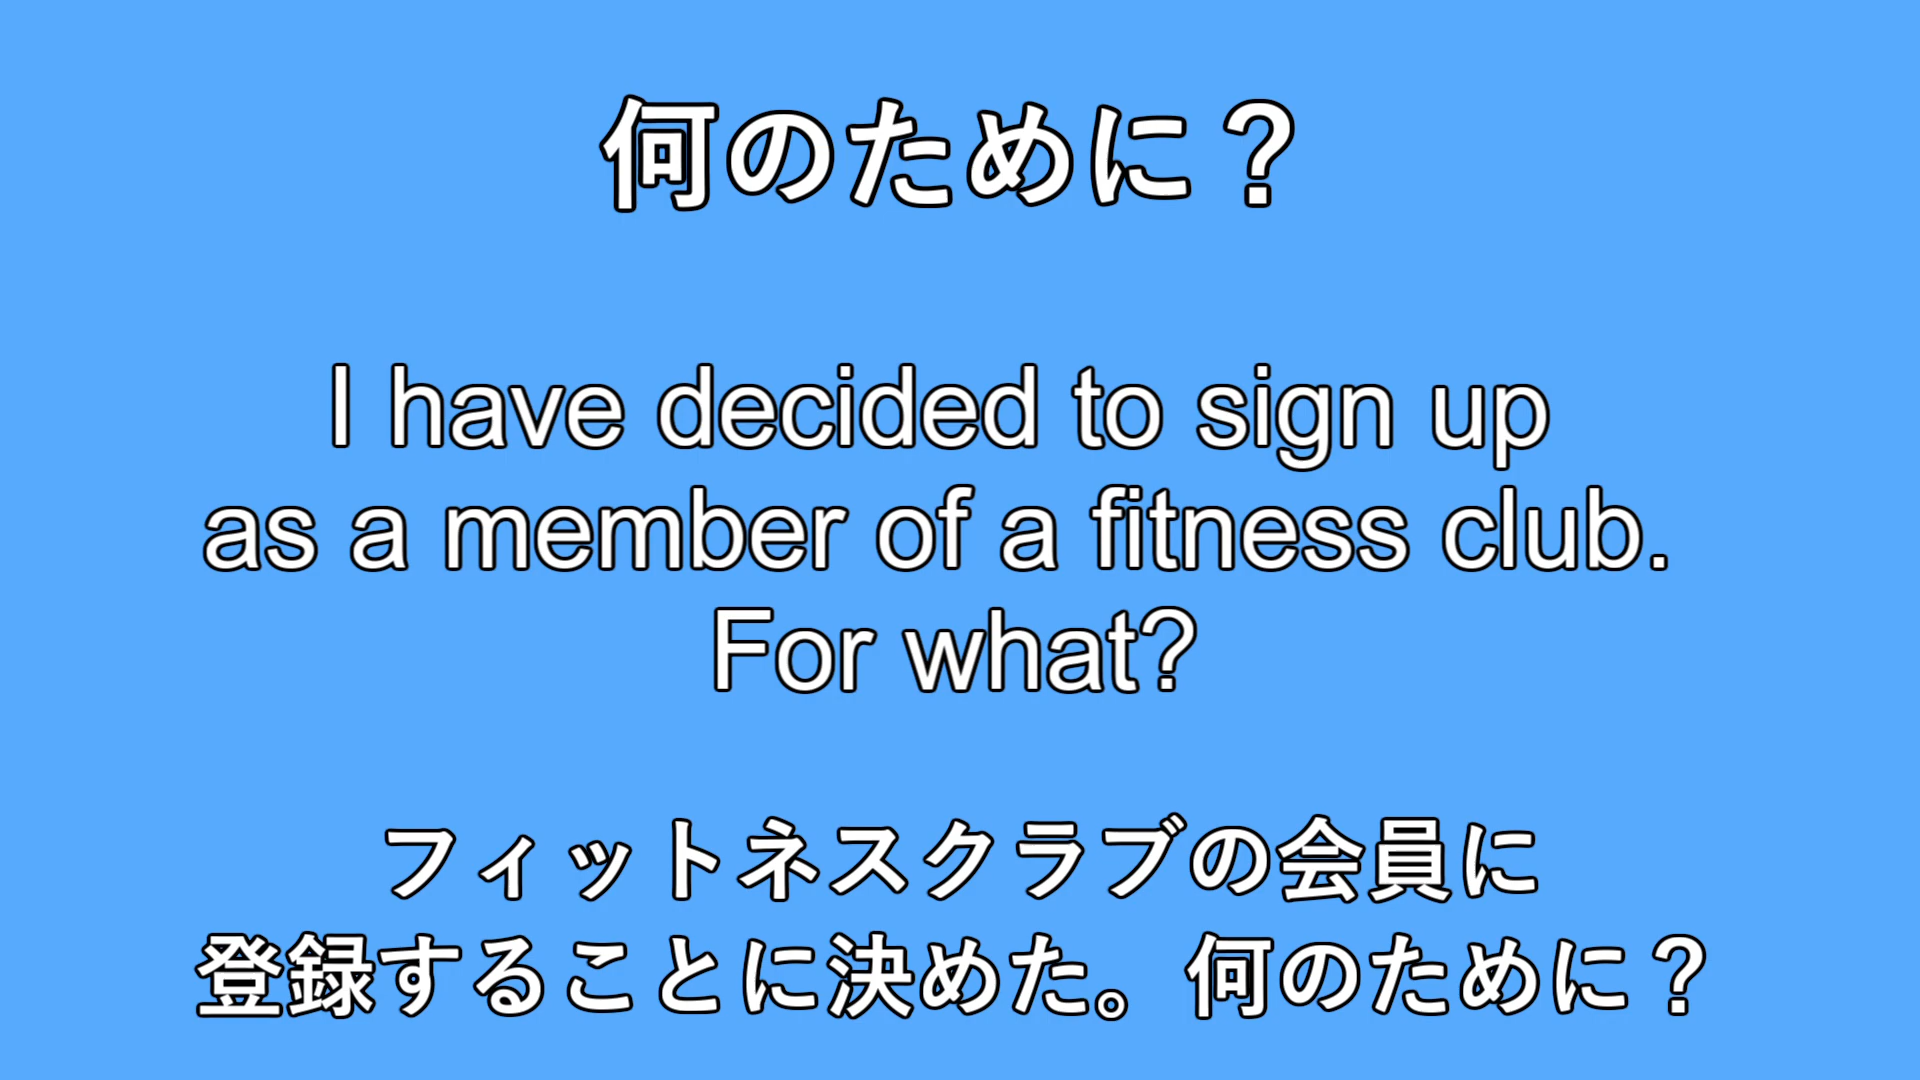 何のために？
I have decided to sign up
as a member of a fitness club.
For what?
フィットネスクラブの会員に
登録することに決めた。何のために？